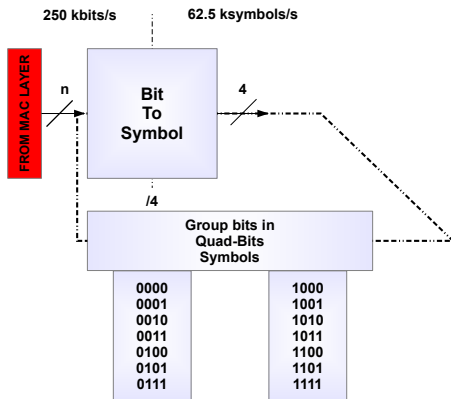 250 kbits/s
62.5 ksymbols/s
FROM MAC LAYER
n
Bit
To
Symbol
4
/4
Group bits in
Quad-Bits
Symbols
0000
0001
0010
0011
0100
0101
0111
1000
1001
1010
1011
1100
1101
1111